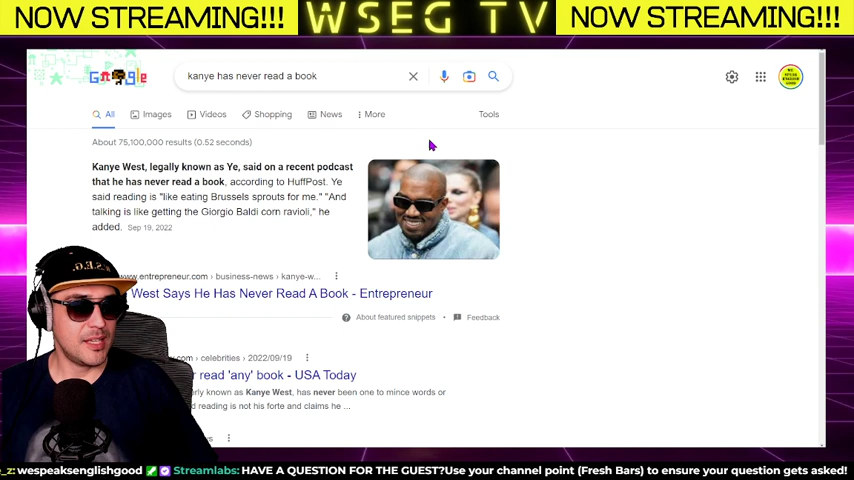 NOW STREAMING!!! WSEG TV NOW STREAMING!!!
Google
kanye has never read a book
All Images Videos Shopping News More Tools
About 75,100,000 results (0.52 seconds)
Kanye West, legally known as Ye, said on a recent podcast
that he has never read a book, according to HuffPost. Ye
said reading is "like eating Brussels sprouts for me." "And
talking is like getting the Giorgio Baldi corn ravioli," he
added. Sep 19, 2022
W.S.E.G.
www.entrepreneur.com › business-news › kanye-w...
West Says He Has Never Read A Book - Entrepreneur
About featured snippets • Feedback
.com › celebrities › 2022/09/19
read 'any' book - USA Today
known as Kanye West, has never been one to mince words or
reading is not his forte and claims he ...
_z: wespeaksenglishgood Streamlabs: HAVE A QUESTION FOR THE GUEST?Use your channel point (Fresh Bars) to ensure your question gets asked!